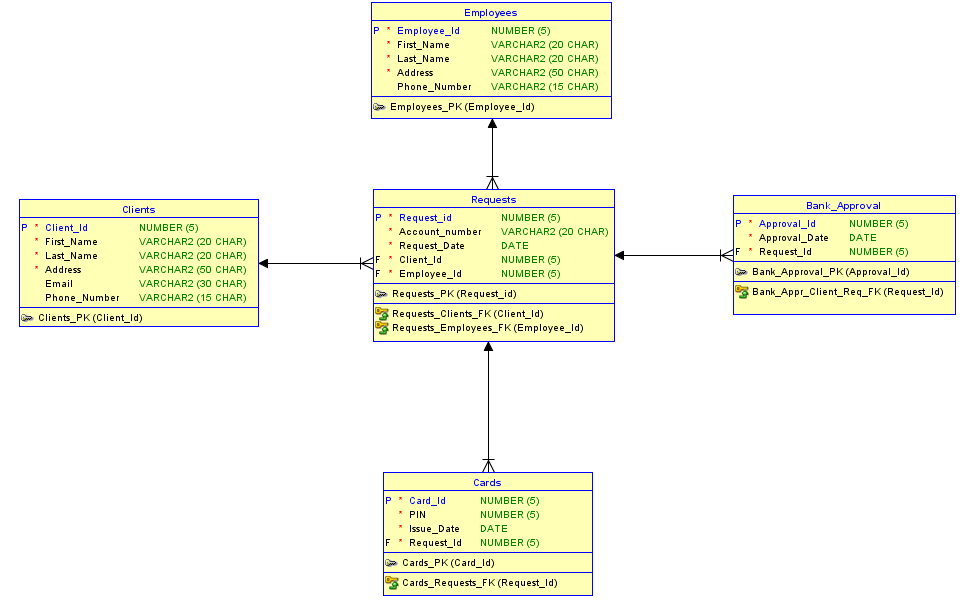 Employees
P * Employee_Id NUMBER (5)
* First_Name VARCHAR2 (20 CHAR)
* Last_Name VARCHAR2 (20 CHAR)
* Address VARCHAR2 (50 CHAR)
Phone_Number VARCHAR2 (15 CHAR)
Employees_PK (Employee_Id)
Clients
P * Client_Id NUMBER (5)
* First_Name VARCHAR2 (20 CHAR)
* Last_Name VARCHAR2 (20 CHAR)
* Address VARCHAR2 (50 CHAR)
Email VARCHAR2 (30 CHAR)
Phone_Number VARCHAR2 (15 CHAR)
Clients_PK (Client_Id)
Requests
P * Request_id NUMBER (5)
* Account_number VARCHAR2 (20 CHAR)
* Request_Date DATE
F * Client_Id NUMBER (5)
F * Employee_Id NUMBER (5)
Requests_PK (Request_id)
Requests_Clients_FK (Client_Id)
Requests_Employees_FK (Employee_Id)
Bank_Approval
P * Approval_Id NUMBER (5)
* Approval_Date DATE
F * Request_Id NUMBER (5)
Bank_Approval_PK (Approval_Id)
Bank_Appr_Client_Req_FK (Request_Id)
Cards
P * Card_Id NUMBER (5)
* PIN NUMBER (5)
* Issue_Date DATE
F * Request_Id NUMBER (5)
Cards_PK (Card_Id)
Cards_Requests_FK (Request_Id)